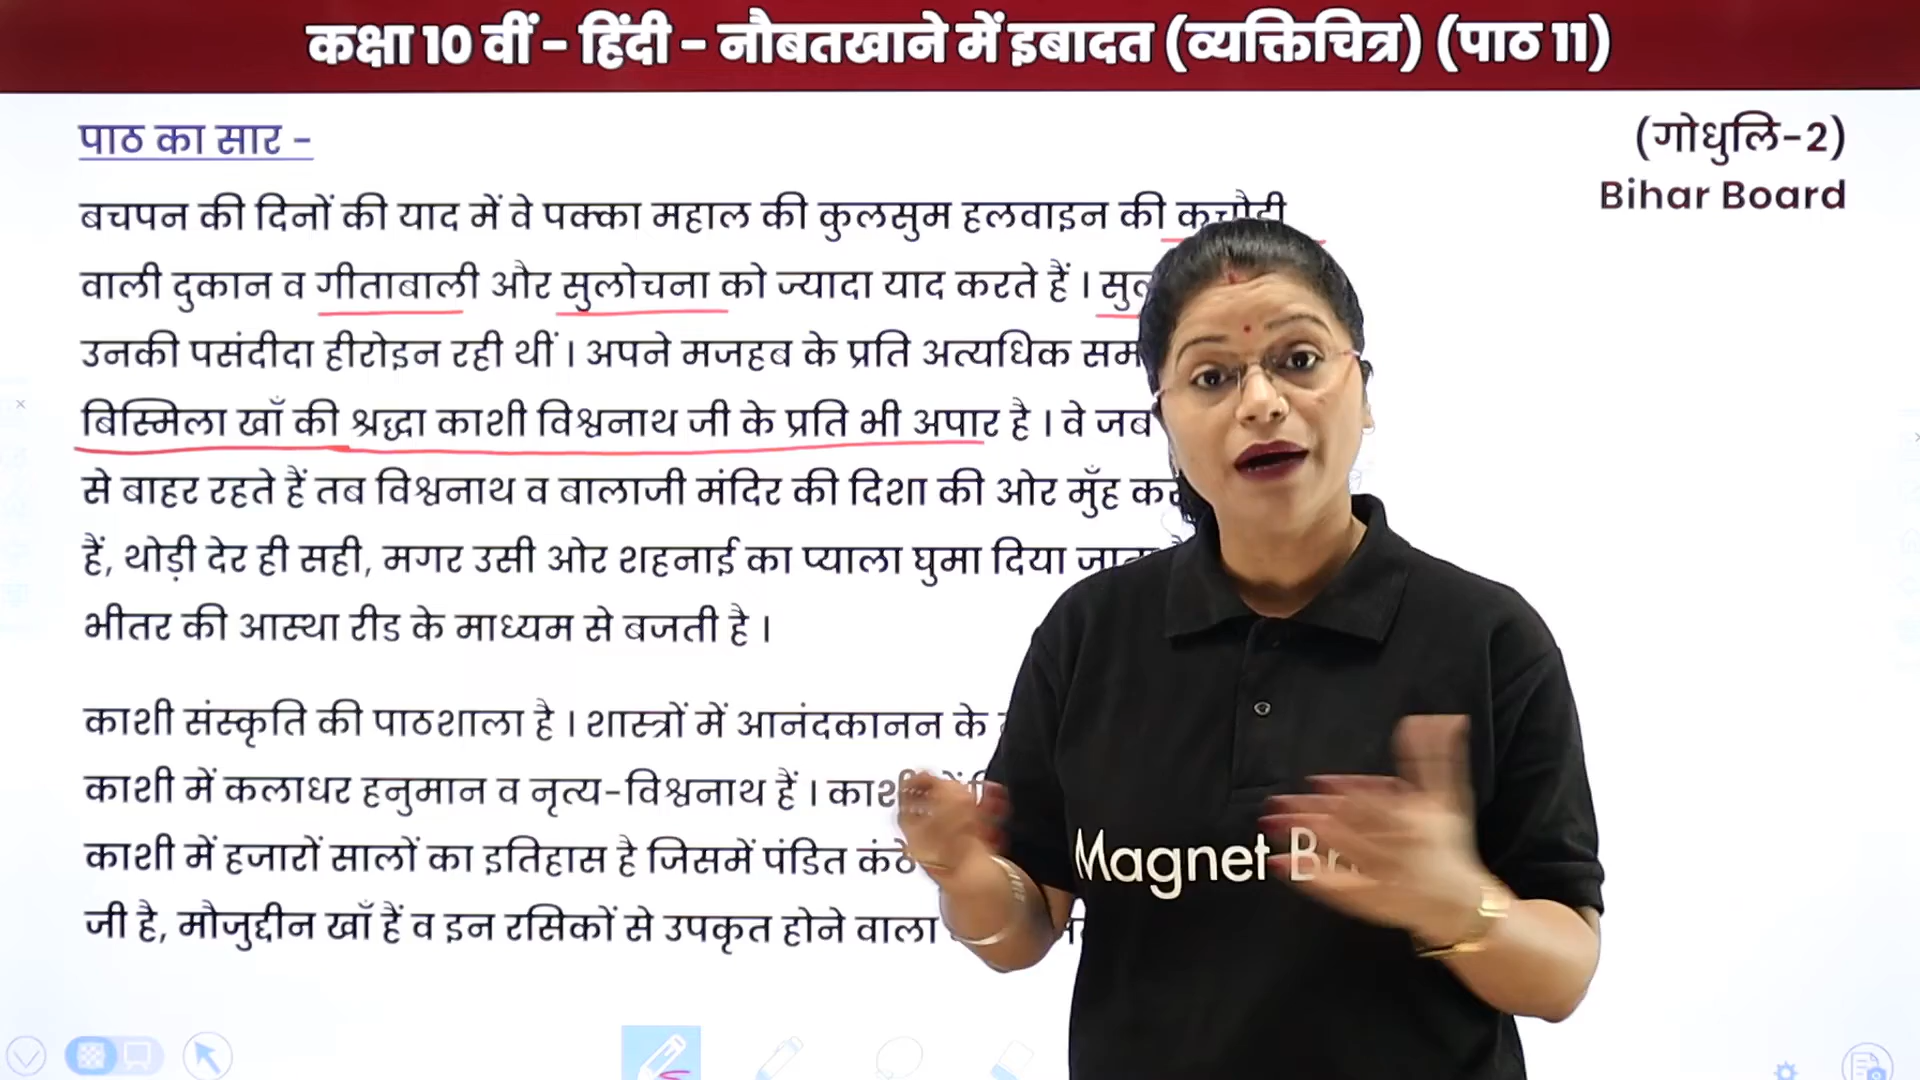 कक्षा 10 वीं - हिंदी - नौबतखाने में इबादत (व्यक्तिचित्र) (पाठ 11)
(गोधुलि-2)
Bihar Board
पाठ का सार -
बचपन की दिनों की याद में वे पक्का महाल की कुलसुम हलवाइन की कचौड़ी
वाली दुकान व गीताबाली और सुलोचना को ज्यादा याद करते हैं ।
उनकी पसंदीदा हीरोइन रही थीं । अपने मजहब के प्रति अत्यधिक
बिस्मिला खाँ की श्रद्धा काशी विश्वनाथ जी के प्रति भी अपार है । वे जब
से बाहर रहते हैं तब विश्वनाथ व बालाजी मंदिर की दिशा की ओर मुँह
हैं, थोड़ी देर ही सही, मगर उसी ओर शहनाई का प्याला घुमा दिया
भीतर की आस्था रीड के माध्यम से बजती है ।
काशी संस्कृति की पाठशाला है । शास्त्रों में आनंदकानन के
काशी में कलाधर हनुमान व नृत्य-विश्वनाथ हैं ।
काशी में हजारों सालों का इतिहास है जिसमें पंडित
जी है, मौजुद्दीन खाँ हैं व इन रसिकों से उपकृत होने वाला
Magnet